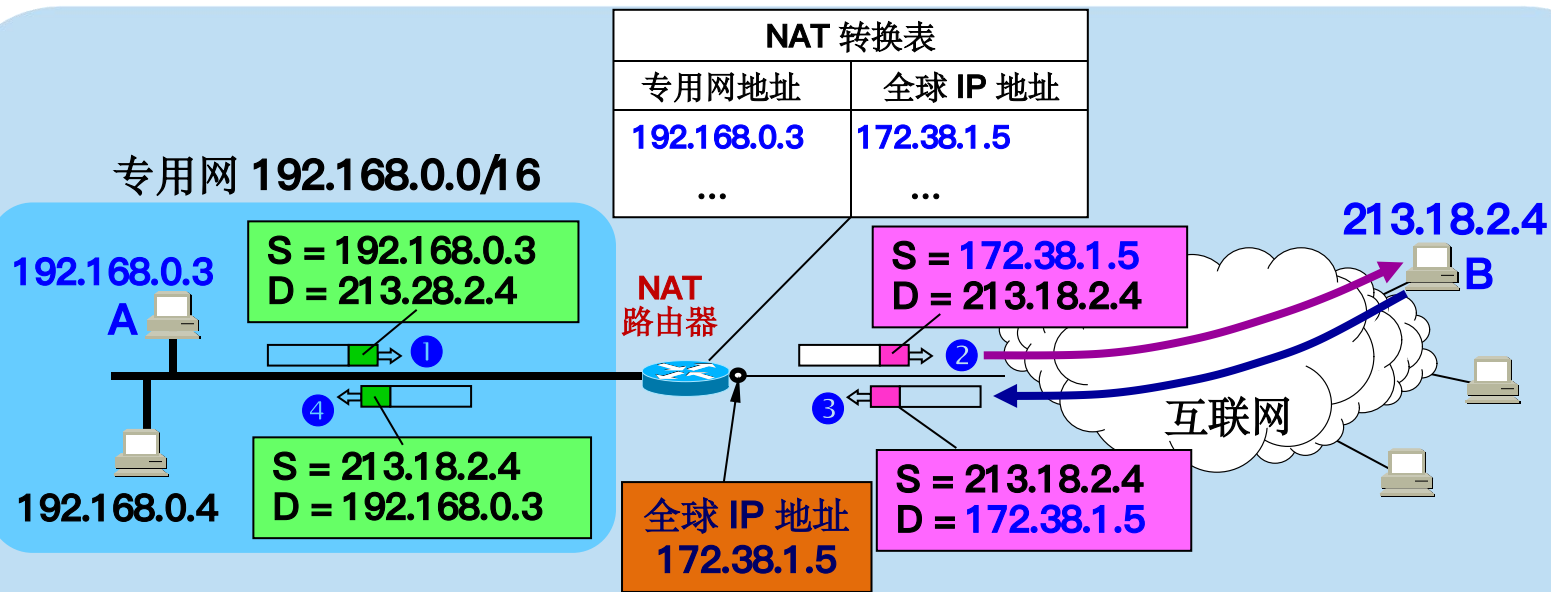 NAT 转换表
专用网地址 全球 IP 地址
192.168.0.3 172.38.1.5
... ...
专用网 192.168.0.0/16
192.168.0.3
A
S = 192.168.0.3
D = 213.28.2.4
❶
NAT
路由器
S = 172.38.1.5
D = 213.18.2.4
❷
213.18.2.4
B
❹
S = 213.18.2.4
D = 192.168.0.3
192.168.0.4
全球 IP 地址
172.38.1.5
❸
S = 213.18.2.4
D = 172.38.1.5
互联网